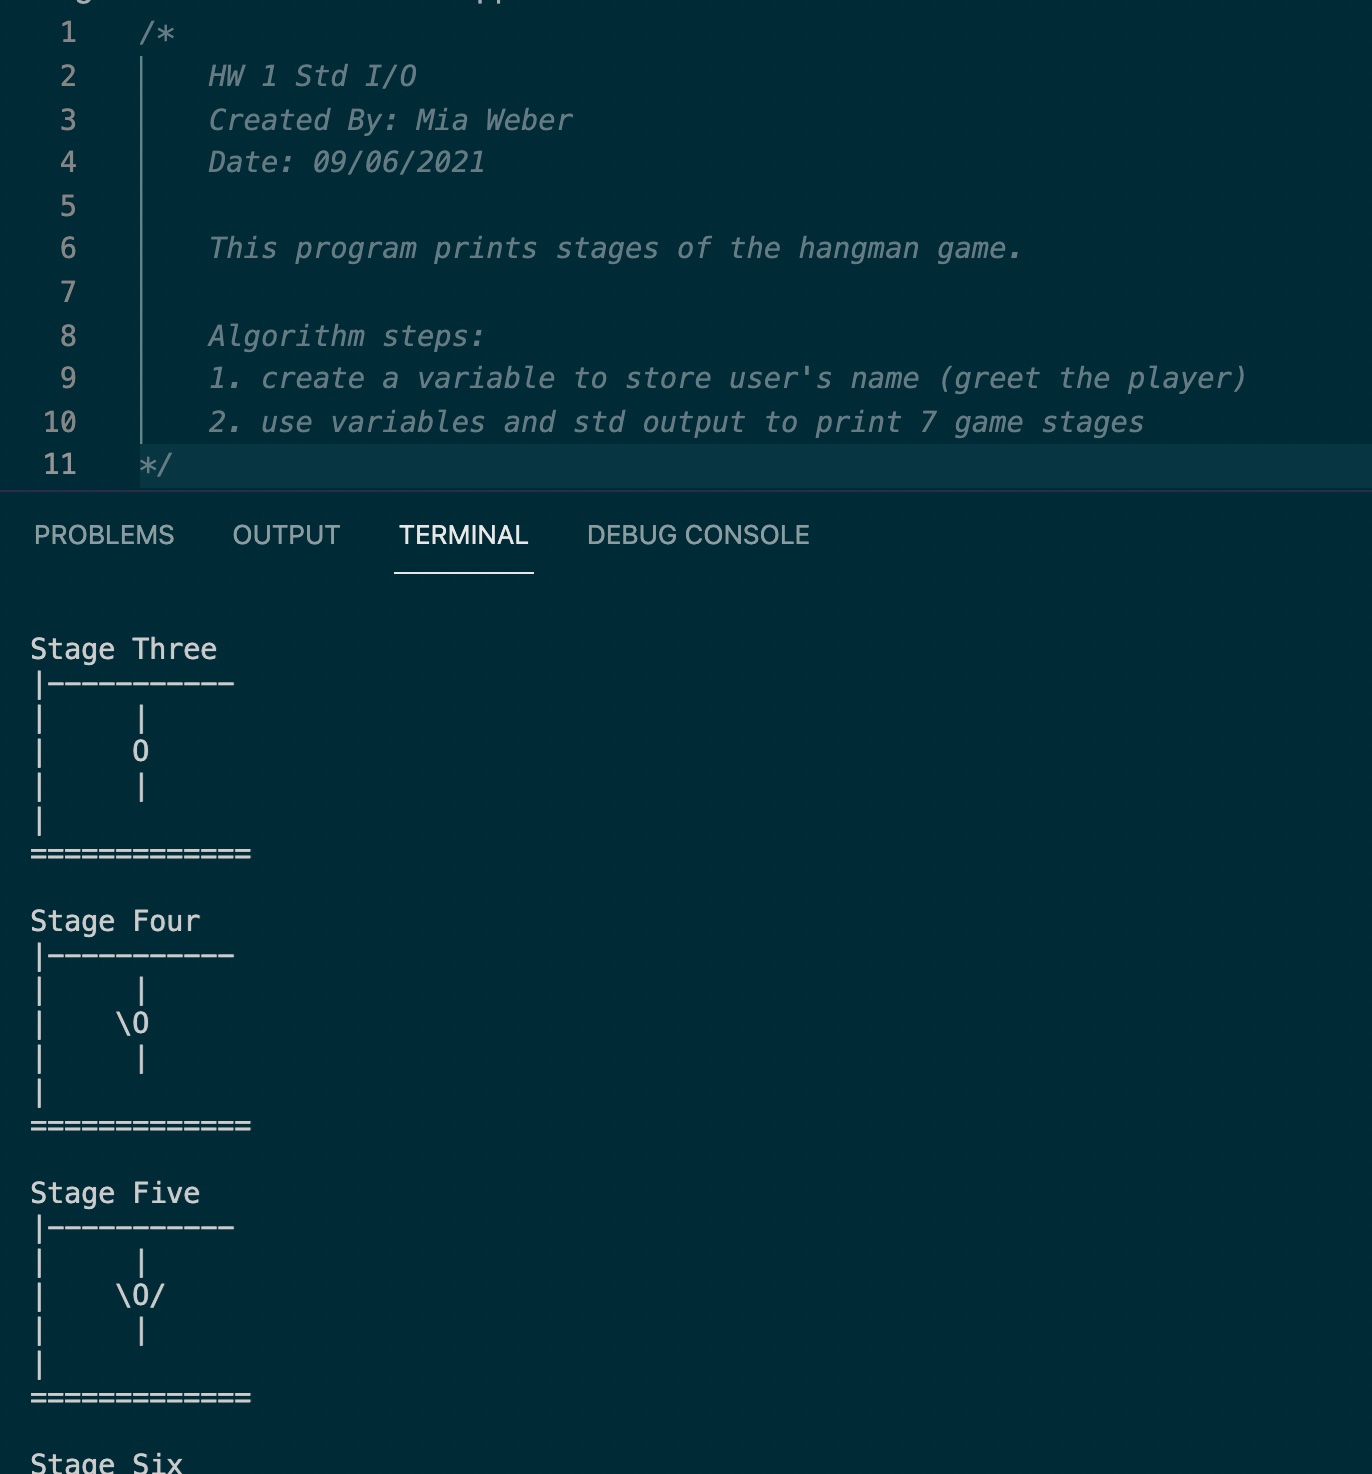 1 /*
2     HW 1 Std I/O
3     Created By: Mia Weber
4     Date: 09/06/2021
5
6     This program prints stages of the hangman game.
7
8     Algorithm steps:
9     1. create a variable to store user's name (greet the player)
10     2. use variables and std output to print 7 game stages
11 */
PROBLEMS OUTPUT TERMINAL DEBUG CONSOLE
Stage Three
|-----------
|     |
|     O
|     |
|
=============
Stage Four
|-----------
|     |
|    \O
|     |
|
=============
Stage Five
|-----------
|     |
|    \O/
|     |
|
=============
Stage Six